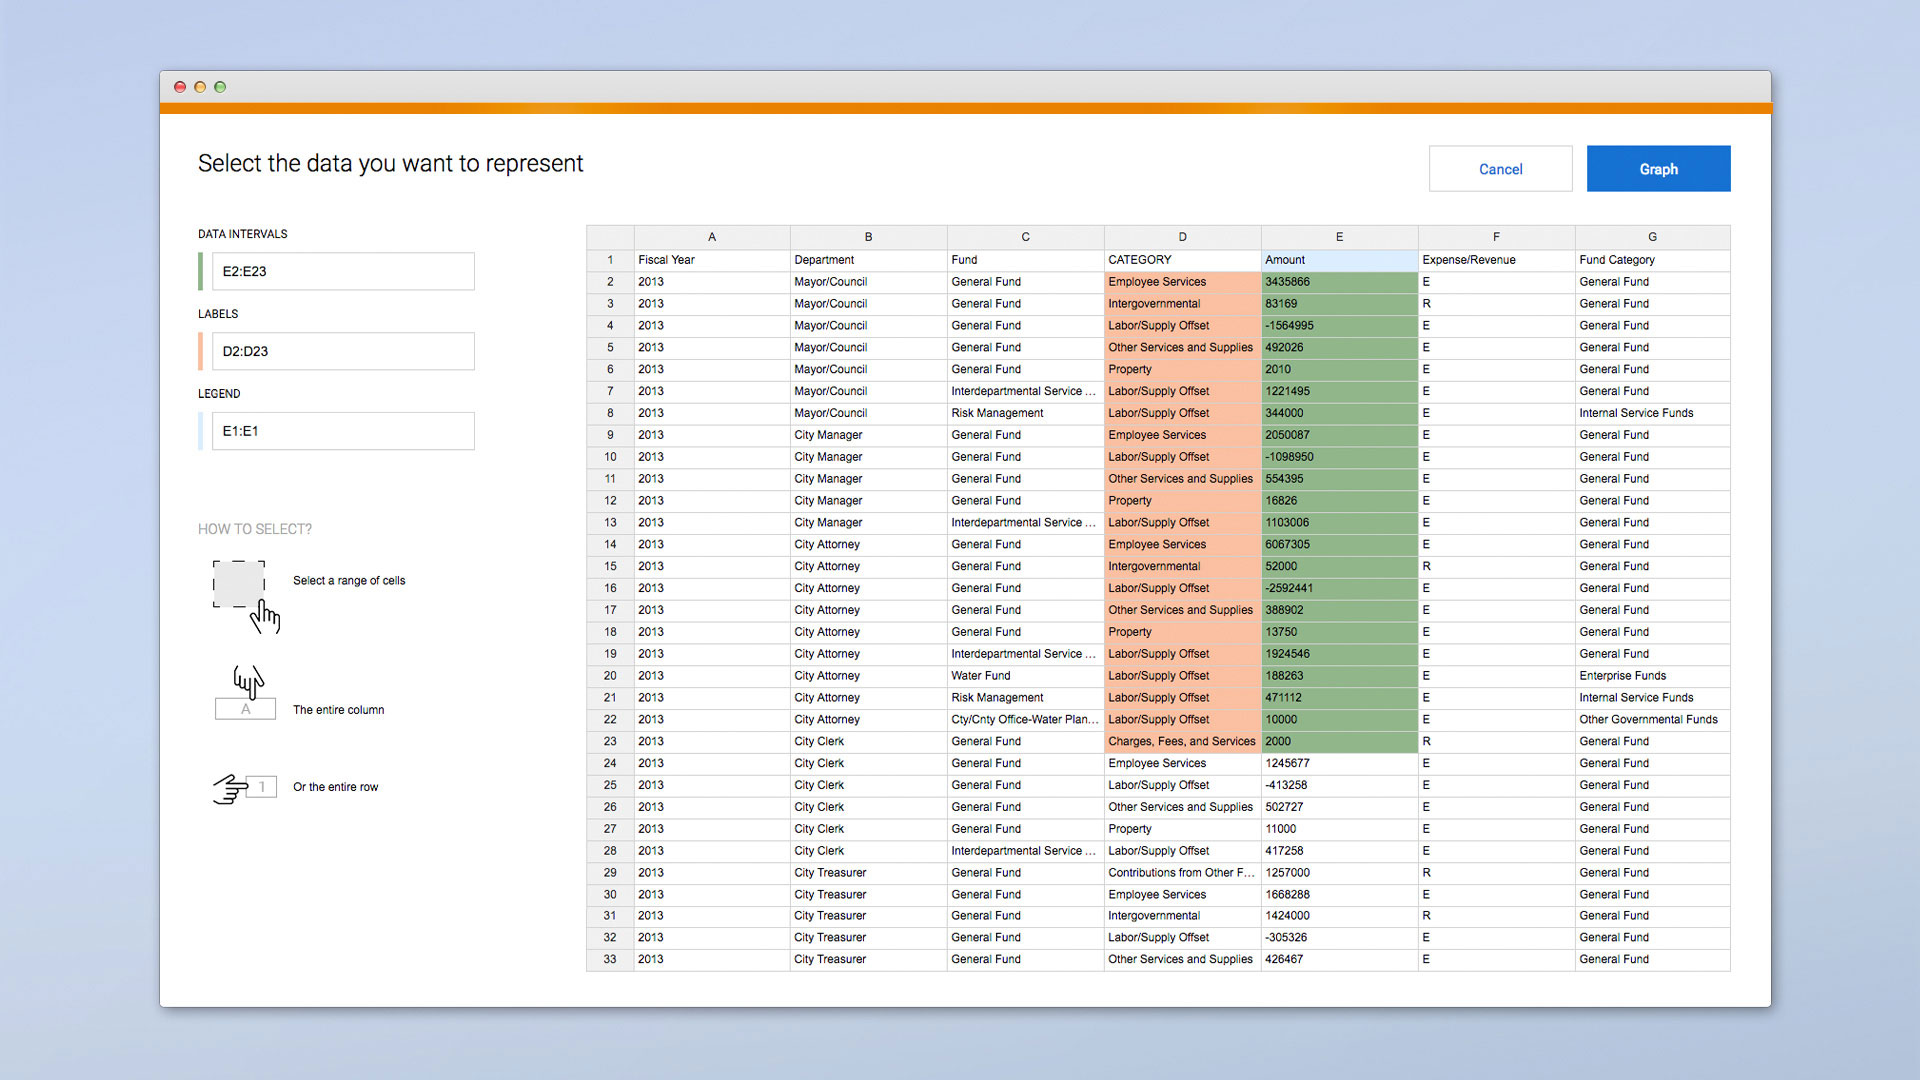 Select the data you want to represent
Cancel
Graph
DATA INTERVALS
E2:E23
LABELS
D2:D23
LEGEND
E1:E1
HOW TO SELECT?
Select a range of cells
A
The entire column
1
Or the entire row
A B C D E F G
1 Fiscal Year Department Fund CATEGORY Amount Expense/Revenue Fund Category
2 2013 Mayor/Council General Fund Employee Services 3435866 E General Fund
3 2013 Mayor/Council General Fund Intergovernmental 83169 R General Fund
4 2013 Mayor/Council General Fund Labor/Supply Offset -1564995 E General Fund
5 2013 Mayor/Council General Fund Other Services and Supplies 492026 E General Fund
6 2013 Mayor/Council General Fund Property 2010 E General Fund
7 2013 Mayor/Council Interdepartmental Service ... Labor/Supply Offset 1221495 E General Fund
8 2013 Mayor/Council Risk Management Labor/Supply Offset 344000 E Internal Service Funds
9 2013 City Manager General Fund Employee Services 2050087 E General Fund
10 2013 City Manager General Fund Labor/Supply Offset -1098950 E General Fund
11 2013 City Manager General Fund Other Services and Supplies 554395 E General Fund
12 2013 City Manager General Fund Property 16826 E General Fund
13 2013 City Manager Interdepartmental Service ... Labor/Supply Offset 1103006 E General Fund
14 2013 City Attorney General Fund Employee Services 6067305 E General Fund
15 2013 City Attorney General Fund Intergovernmental 52000 R General Fund
16 2013 City Attorney General Fund Labor/Supply Offset -2592441 E General Fund
17 2013 City Attorney General Fund Other Services and Supplies 388902 E General Fund
18 2013 City Attorney General Fund Property 13750 E General Fund
19 2013 City Attorney Interdepartmental Service ... Labor/Supply Offset 1924546 E General Fund
20 2013 City Attorney Water Fund Labor/Supply Offset 188263 E Enterprise Funds
21 2013 City Attorney Risk Management Labor/Supply Offset 471112 E Internal Service Funds
22 2013 City Attorney Cty/Cnty Office-Water Plan... Labor/Supply Offset 10000 E Other Governmental Funds
23 2013 City Clerk General Fund Charges, Fees, and Services 2000 R General Fund
24 2013 City Clerk General Fund Employee Services 1245677 E General Fund
25 2013 City Clerk General Fund Labor/Supply Offset -413258 E General Fund
26 2013 City Clerk General Fund Other Services and Supplies 502727 E General Fund
27 2013 City Clerk General Fund Property 11000 E General Fund
28 2013 City Clerk Interdepartmental Service ... Labor/Supply Offset 417258 E General Fund
29 2013 City Treasurer General Fund Contributions from Other F... 1257000 R General Fund
30 2013 City Treasurer General Fund Employee Services 1668288 E General Fund
31 2013 City Treasurer General Fund Intergovernmental 1424000 R General Fund
32 2013 City Treasurer General Fund Labor/Supply Offset -305326 E General Fund
33 2013 City Treasurer General Fund Other Services and Supplies 426467 E General Fund